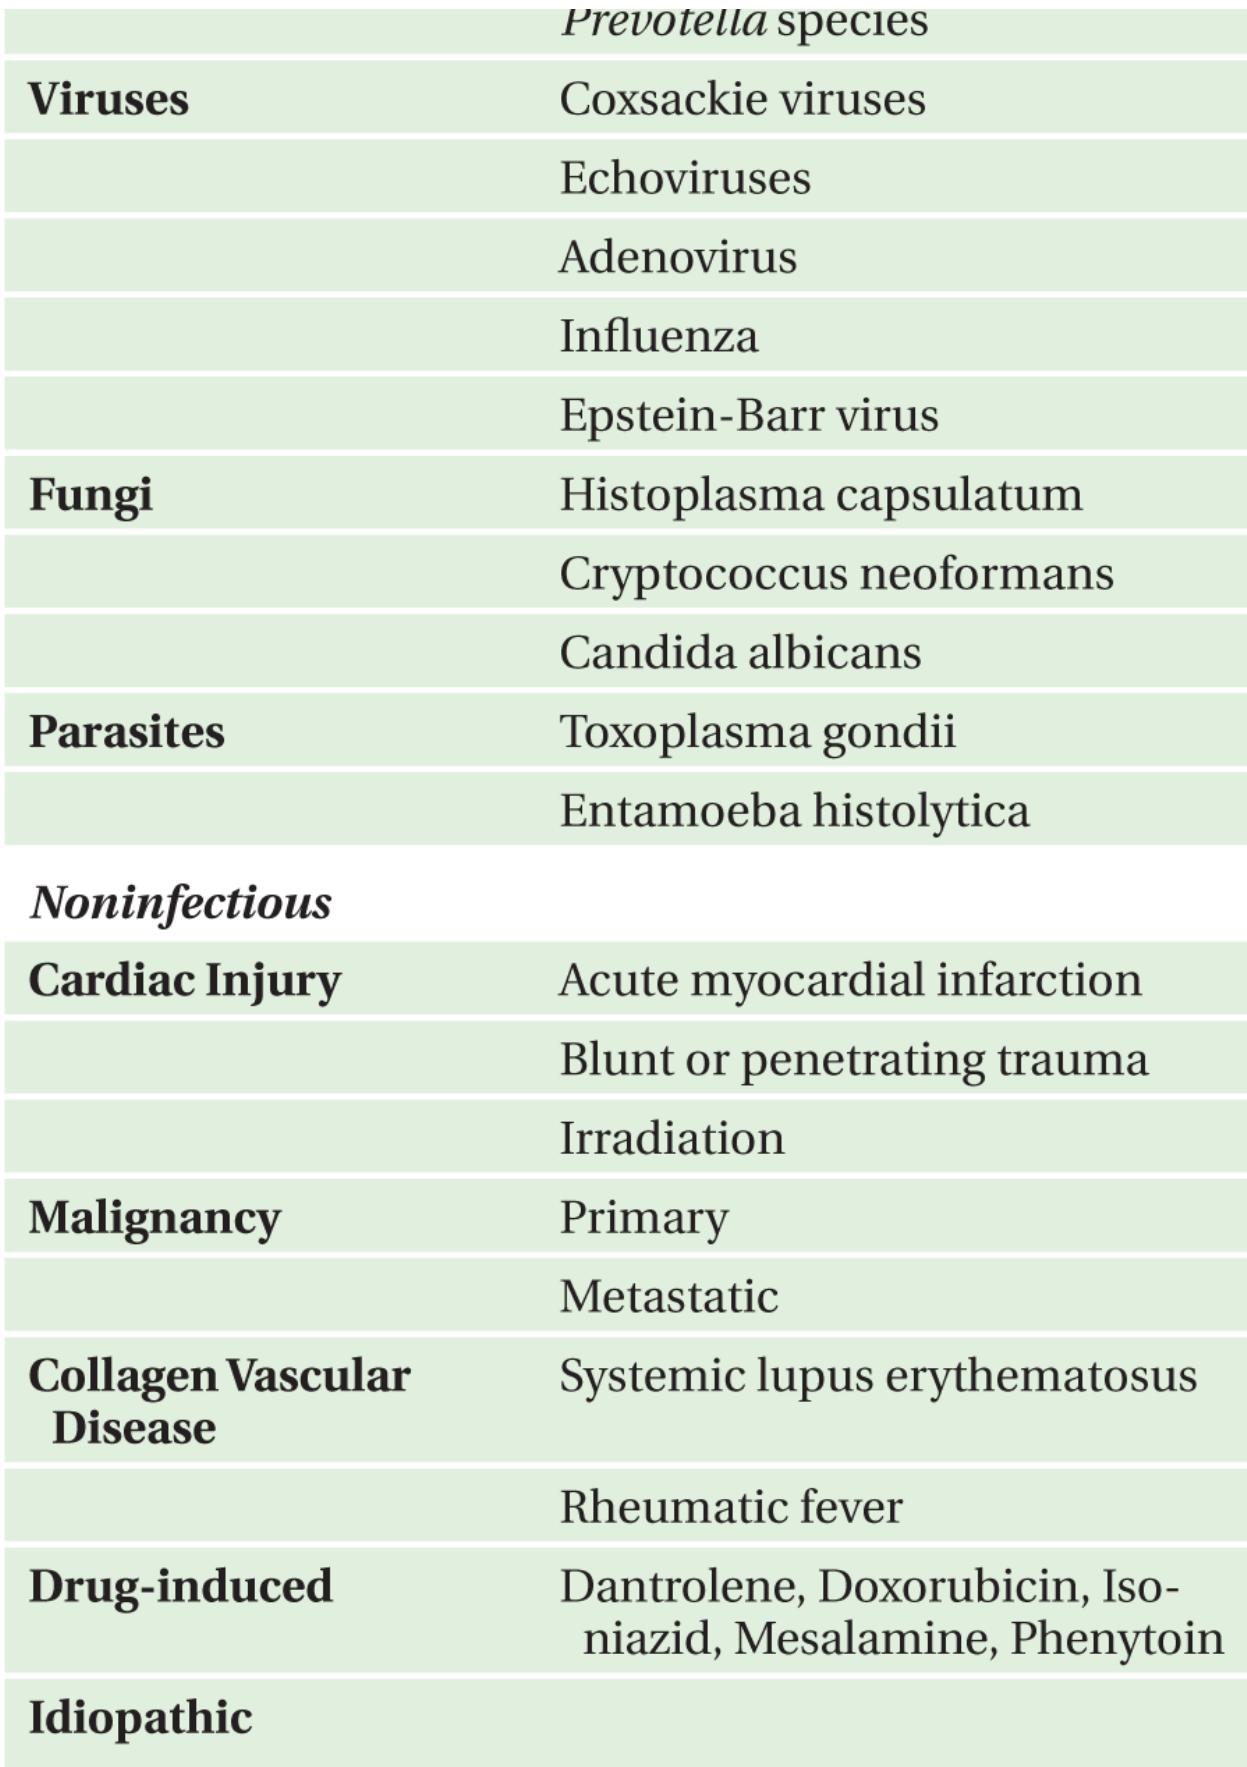 Prevotella species
Viruses Coxsackie viruses
Echoviruses
Adenovirus
Influenza
Epstein-Barr virus
Fungi Histoplasma capsulatum
Cryptococcus neoformans
Candida albicans
Parasites Toxoplasma gondii
Entamoeba histolytica
Noninfectious
Cardiac Injury Acute myocardial infarction
Blunt or penetrating trauma
Irradiation
Malignancy Primary
Metastatic
Collagen Vascular Systemic lupus erythematosus
Disease
Rheumatic fever
Drug-induced Dantrolene, Doxorubicin, Iso-
niazid, Mesalamine, Phenytoin
Idiopathic